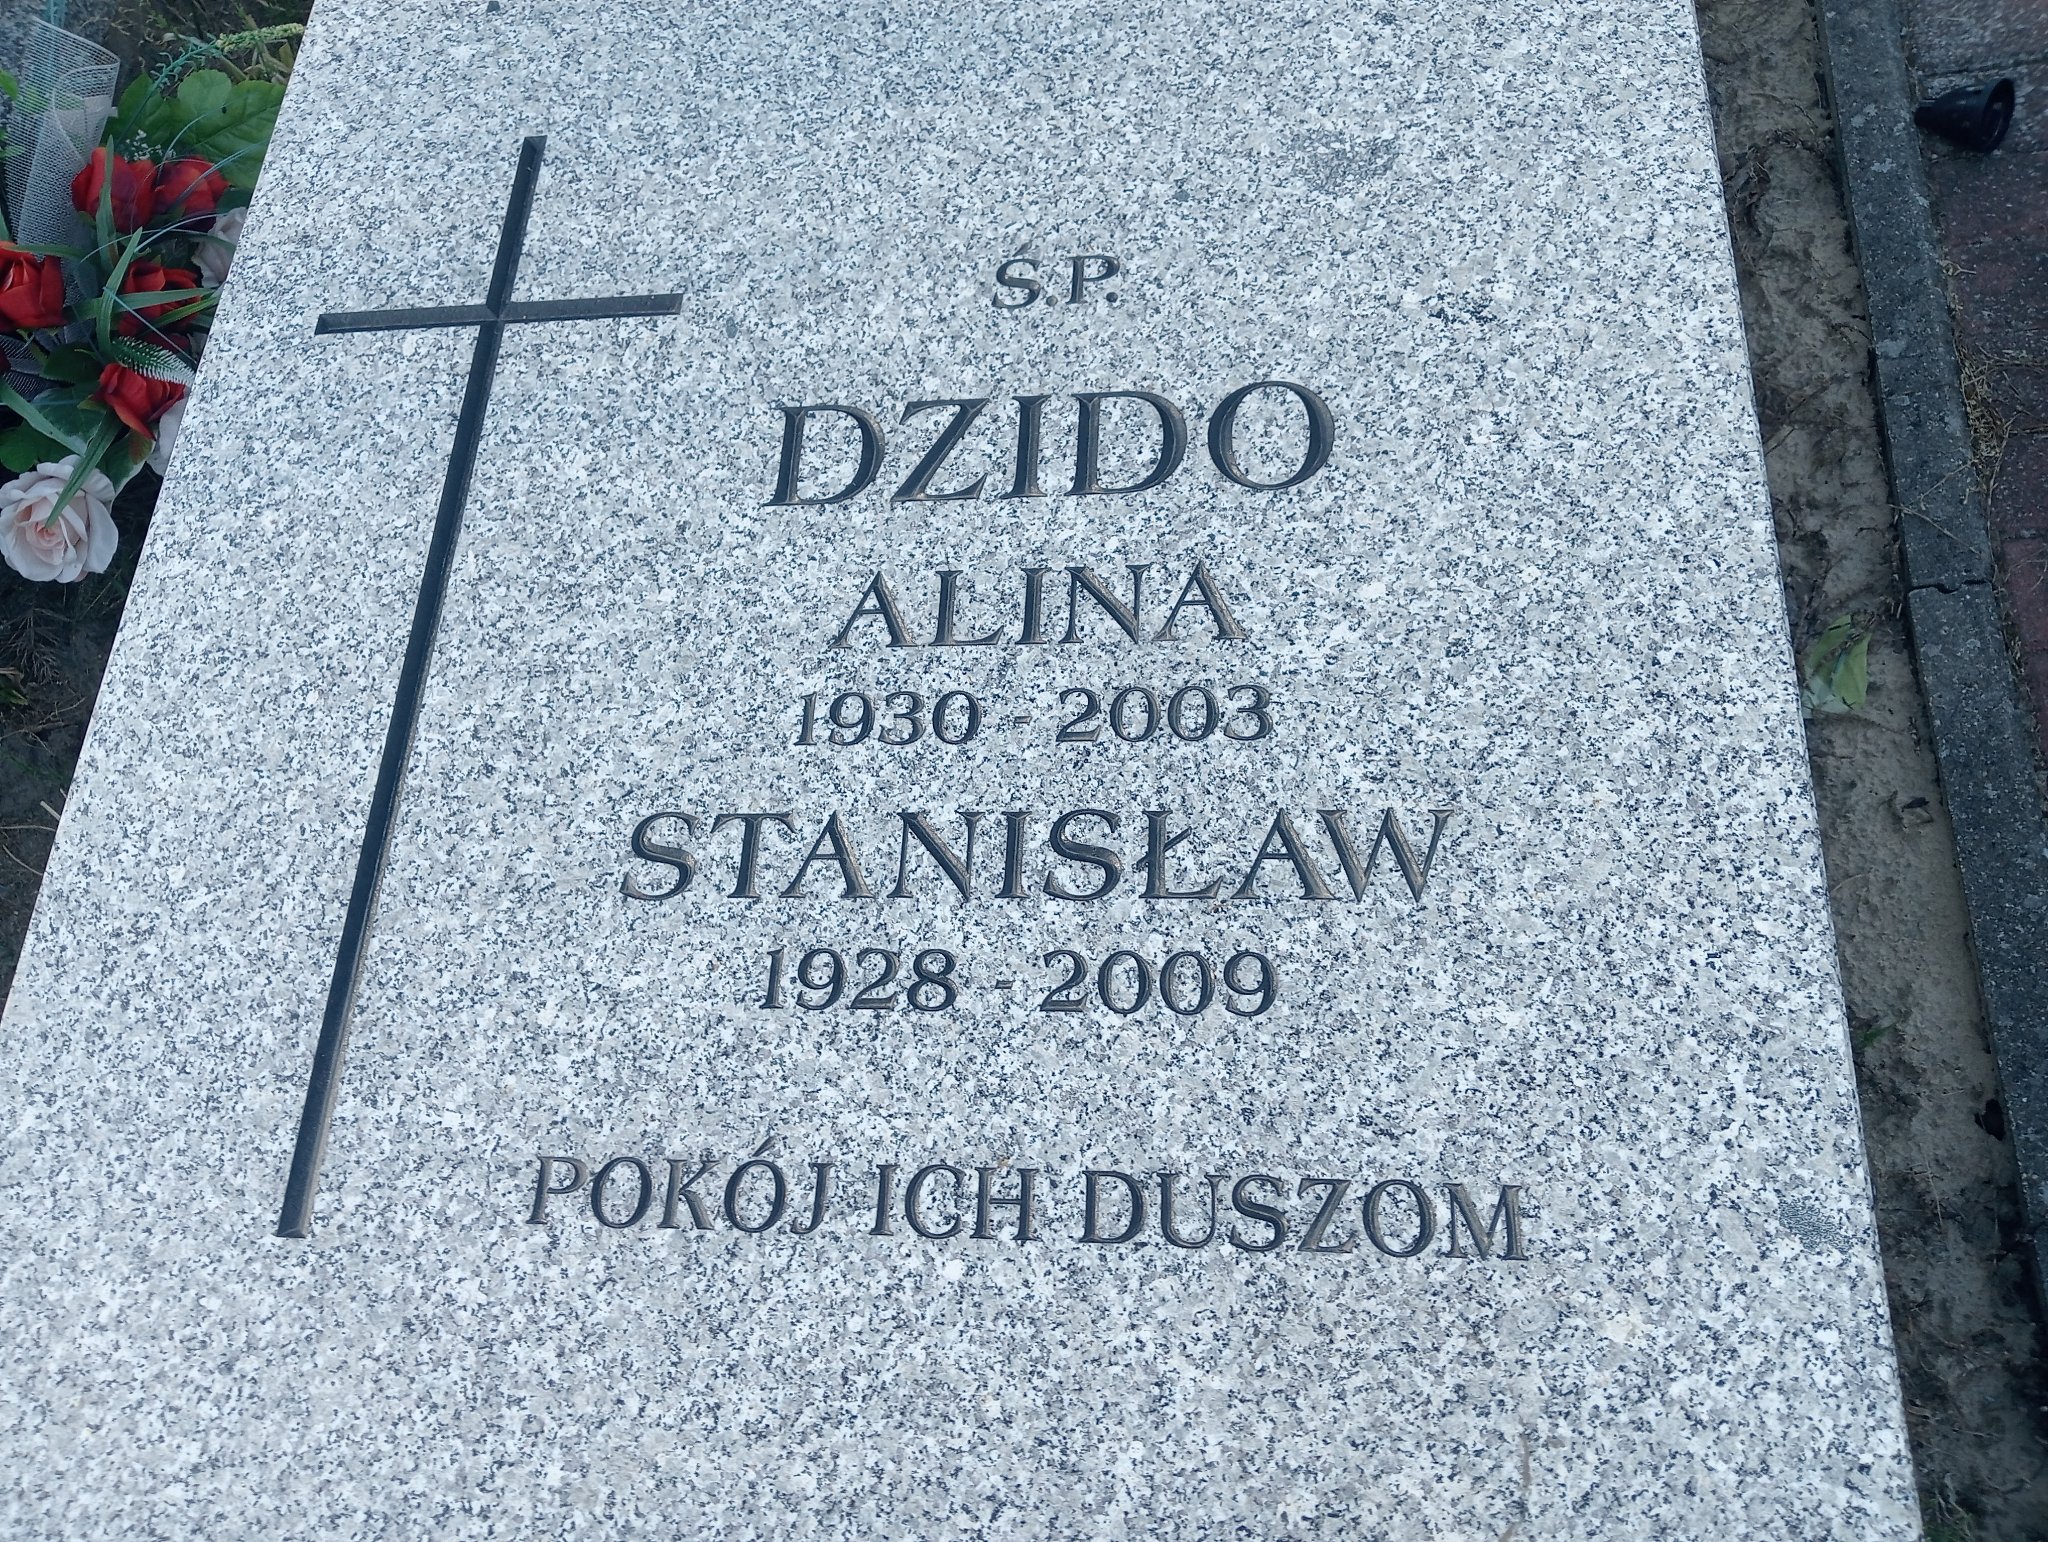 Ś.P.
DZIDO
ALINA
1930 - 2003
STANISŁAW
1928 - 2009
POKÓJ ICH DUSZOM